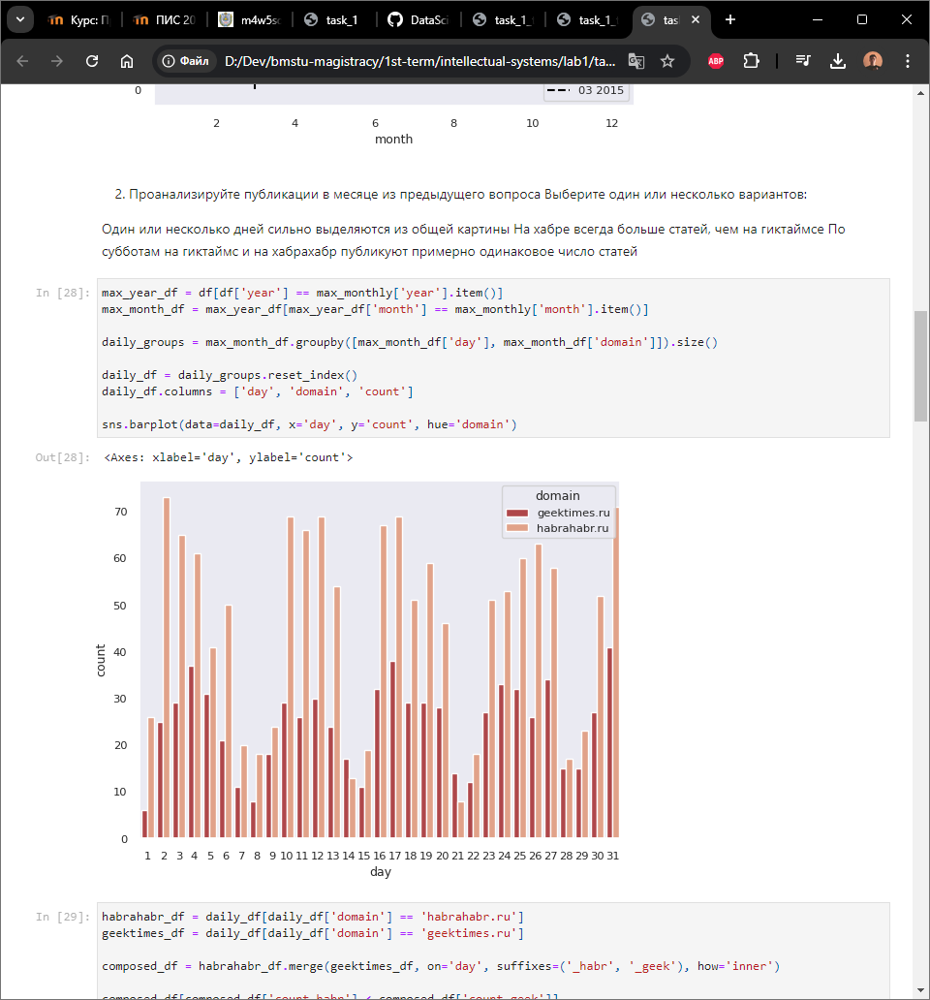 Курс: П
ПИС 20
m4w5sc
task_1
DataSci
task_1_
task_1_
tas
Файл
D:/Dev/bmstu-magistracy/1st-term/intellectual-systems/lab1/ta...
ABP
0
03 2015
2 4 6 8 10 12
month
2. Проанализируйте публикации в месяце из предыдущего вопроса Выберите один или несколько вариантов:
Один или несколько дней сильно выделяются из общей картины На хабре всегда больше статей, чем на гиктаймсе По
субботам на гиктаймс и на хабрахабр публикуют примерно одинаковое число статей
In [28]:
max_year_df = df[df['year'] == max_monthly['year'].item()]
max_month_df = max_year_df[max_year_df['month'] == max_monthly['month'].item()]
daily_groups = max_month_df.groupby([max_month_df['day'], max_month_df['domain']]).size()
daily_df = daily_groups.reset_index()
daily_df.columns = ['day', 'domain', 'count']
sns.barplot(data=daily_df, x='day', y='count', hue='domain')
Out[28]: <Axes: xlabel='day', ylabel='count'>
domain
geektimes.ru
habrahabr.ru
70
60
50
40
30
20
10
0
count
1 2 3 4 5 6 7 8 9 10 11 12 13 14 15 16 17 18 19 20 21 22 23 24 25 26 27 28 29 30 31
day
In [29]:
habrahabr_df = daily_df[daily_df['domain'] == 'habrahabr.ru']
geektimes_df = daily_df[daily_df['domain'] == 'geektimes.ru']
composed_df = habrahabr_df.merge(geektimes_df, on='day', suffixes=('_habr', '_geek'), how='inner')
composed_df[composed_df['count_habr'] < composed_df['count_geek']]